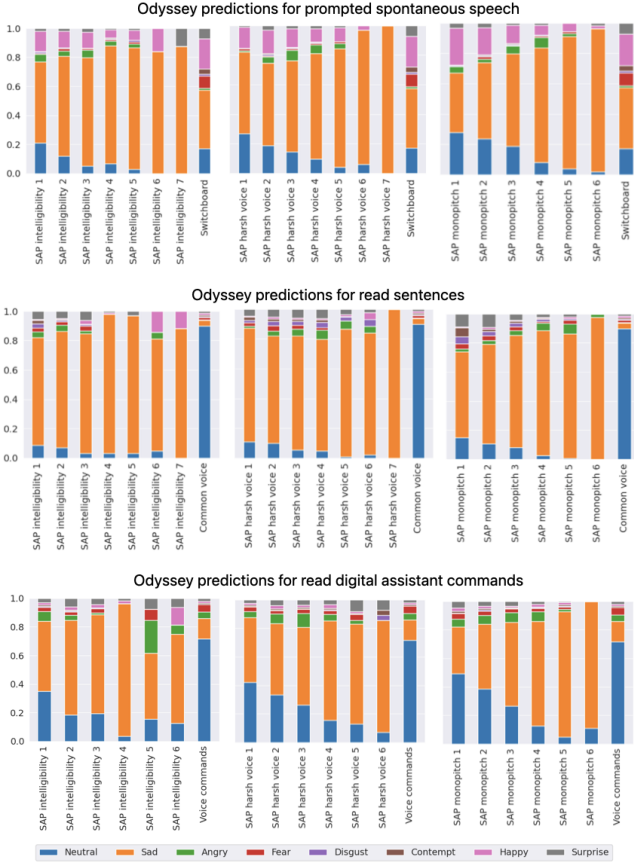 Odyssey predictions for prompted spontaneous speech
1.0
0.8
0.6
0.4
0.2
0.0
SAP intelligibility 1
SAP intelligibility 2
SAP intelligibility 3
SAP intelligibility 4
SAP intelligibility 5
SAP intelligibility 6
SAP intelligibility 7
Switchboard
SAP harsh voice 1
SAP harsh voice 2
SAP harsh voice 3
SAP harsh voice 4
SAP harsh voice 5
SAP harsh voice 6
SAP harsh voice 7
Switchboard
SAP monopitch 1
SAP monopitch 2
SAP monopitch 3
SAP monopitch 4
SAP monopitch 5
SAP monopitch 6
Switchboard
Odyssey predictions for read sentences
1.0
0.8
0.6
0.4
0.2
0.0
SAP intelligibility 1
SAP intelligibility 2
SAP intelligibility 3
SAP intelligibility 4
SAP intelligibility 5
SAP intelligibility 6
SAP intelligibility 7
Common voice
SAP harsh voice 1
SAP harsh voice 2
SAP harsh voice 3
SAP harsh voice 4
SAP harsh voice 5
SAP harsh voice 6
SAP harsh voice 7
Common voice
SAP monopitch 1
SAP monopitch 2
SAP monopitch 3
SAP monopitch 4
SAP monopitch 5
SAP monopitch 6
Common voice
Odyssey predictions for read digital assistant commands
1.0
0.8
0.6
0.4
0.2
0.0
SAP intelligibility 1
SAP intelligibility 2
SAP intelligibility 3
SAP intelligibility 4
SAP intelligibility 5
SAP intelligibility 6
Voice commands
SAP harsh voice 1
SAP harsh voice 2
SAP harsh voice 3
SAP harsh voice 4
SAP harsh voice 5
SAP harsh voice 6
Voice commands
SAP monopitch 1
SAP monopitch 2
SAP monopitch 3
SAP monopitch 4
SAP monopitch 5
SAP monopitch 6
Voice commands
Neutral Sad Angry Fear Disgust Contempt Happy Surprise